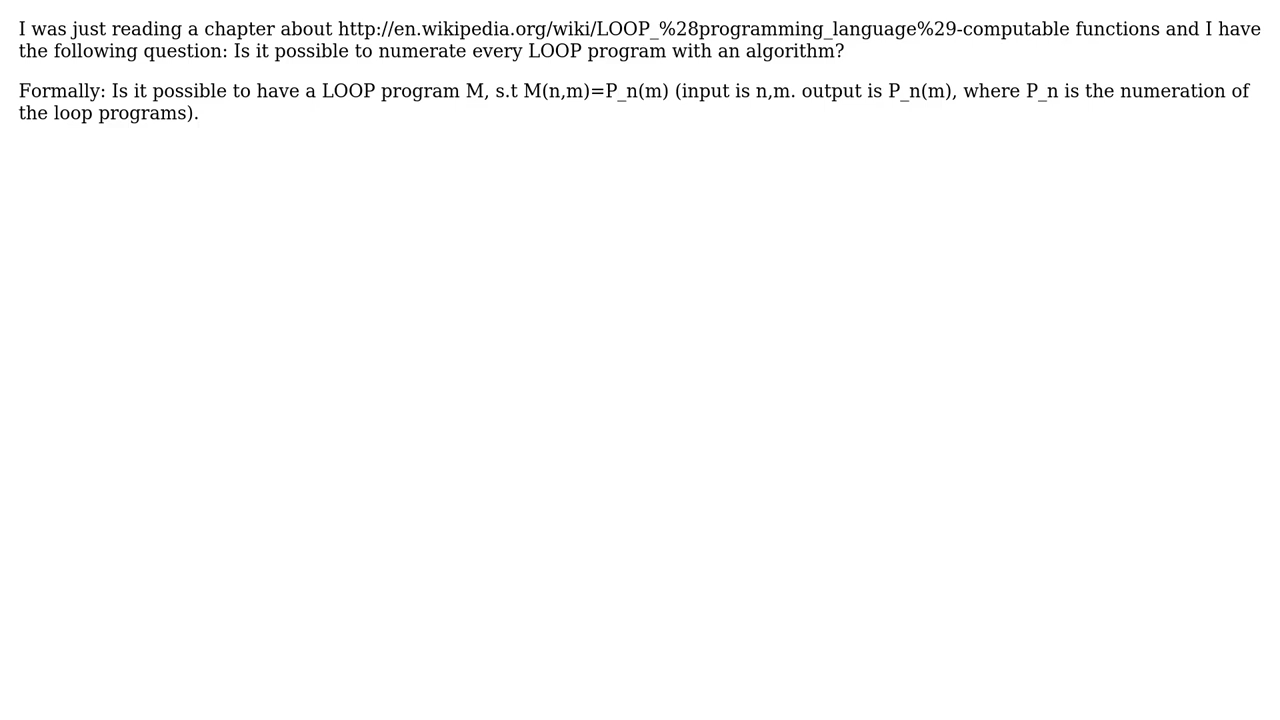 I was just reading a chapter about http://en.wikipedia.org/wiki/LOOP_%28programming_language%29-computable functions and I have
the following question: Is it possible to numerate every LOOP program with an algorithm?
Formally: Is it possible to have a LOOP program M, s.t M(n,m)=P_n(m) (input is n,m. output is P_n(m), where P_n is the numeration of
the loop programs).